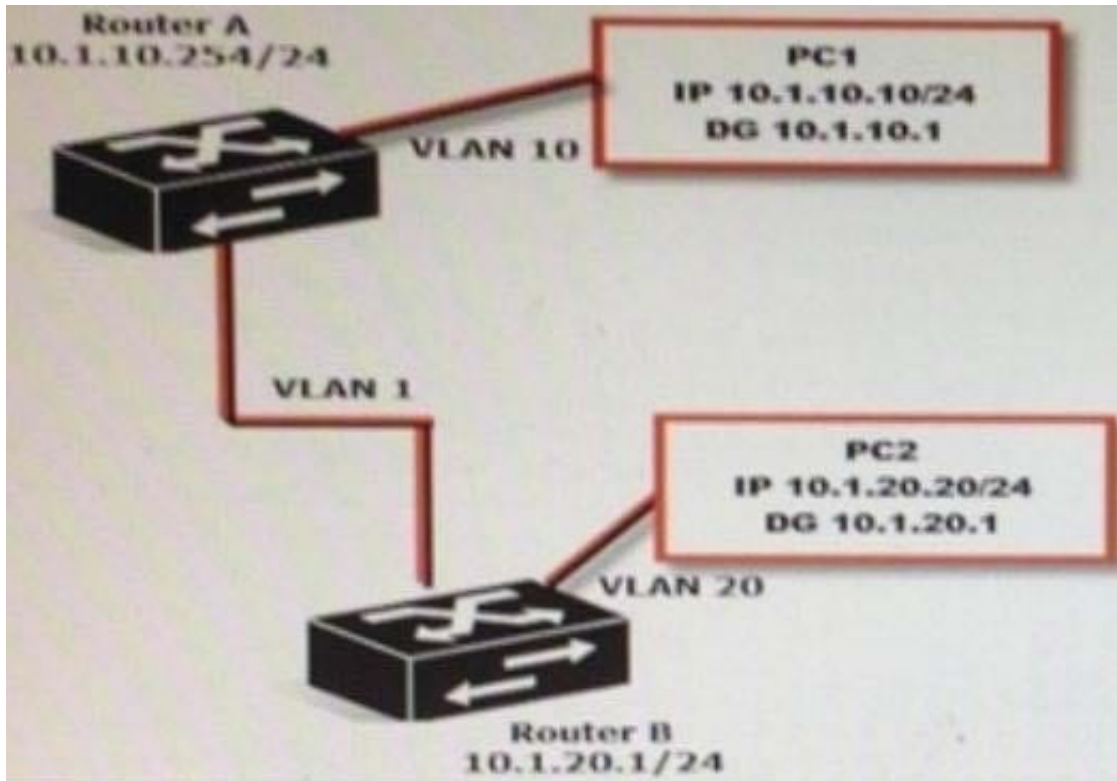 Router A
10.1.10.254/24
PC1
IP 10.1.10.10/24
DG 10.1.10.1
VLAN 10
VLAN 1
PC2
IP 10.1.20.20/24
DG 10.1.20.1
VLAN 20
Router B
10.1.20.1/24